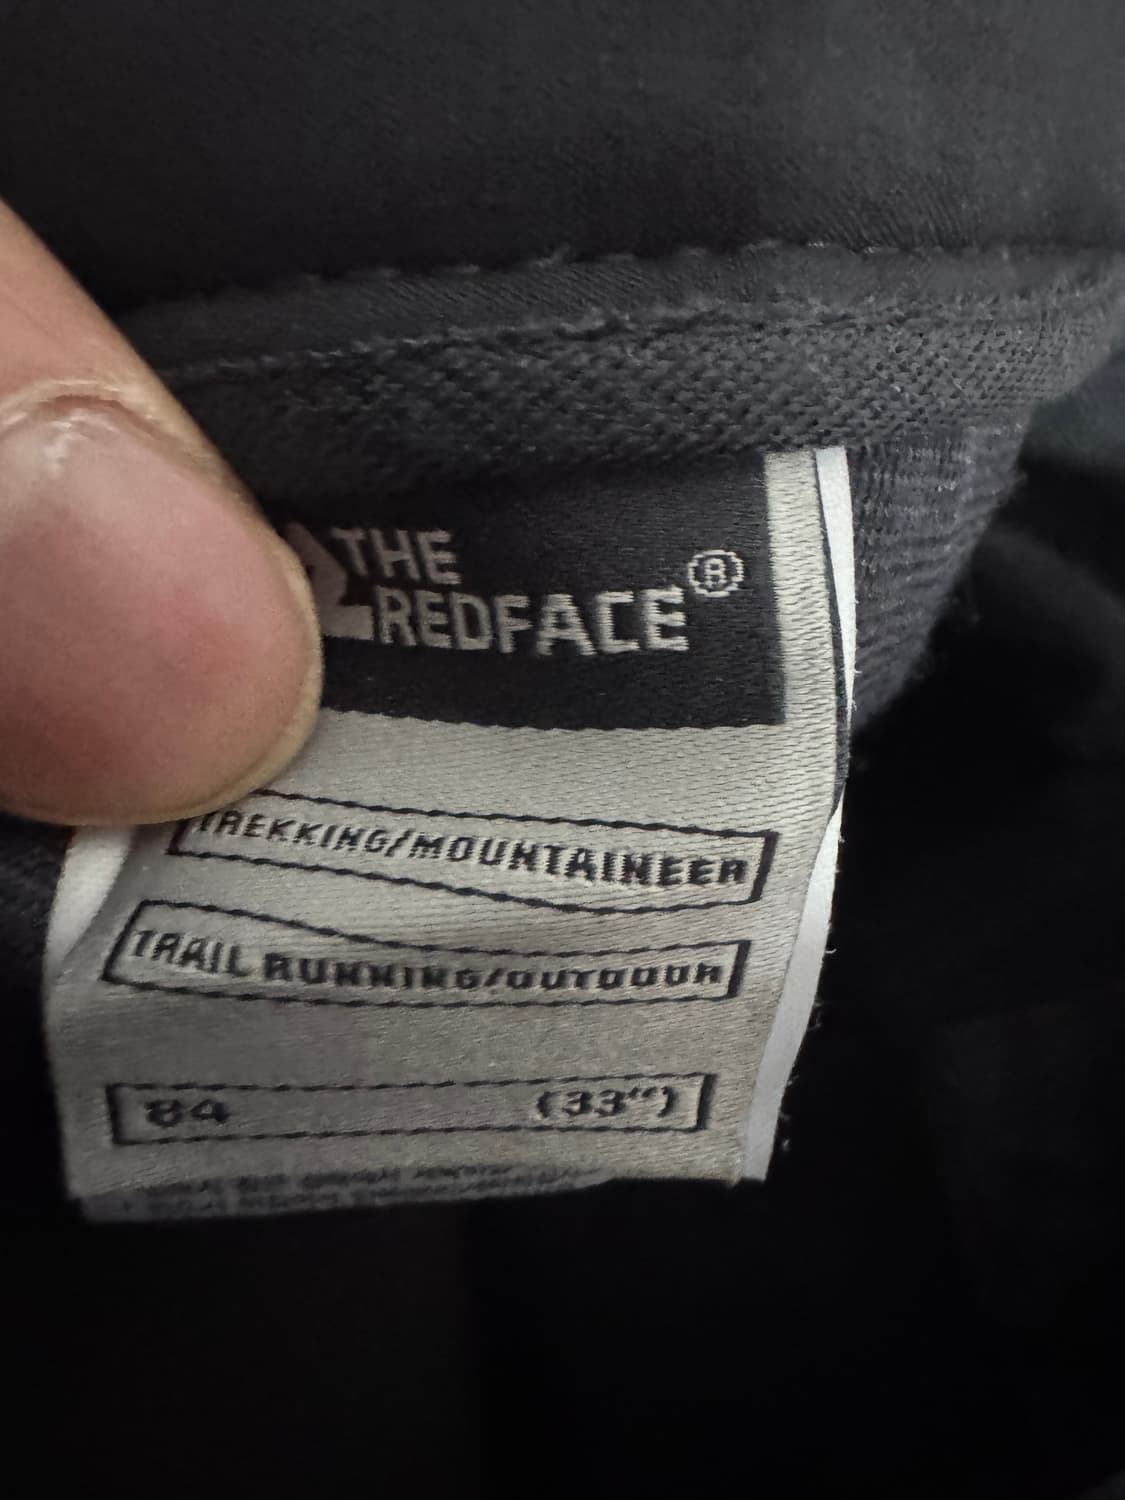 THE
REDFACE®
TREKKING/MOUNTAINEER
TRAIL RUNNING/OUTDOOR
84 (33")